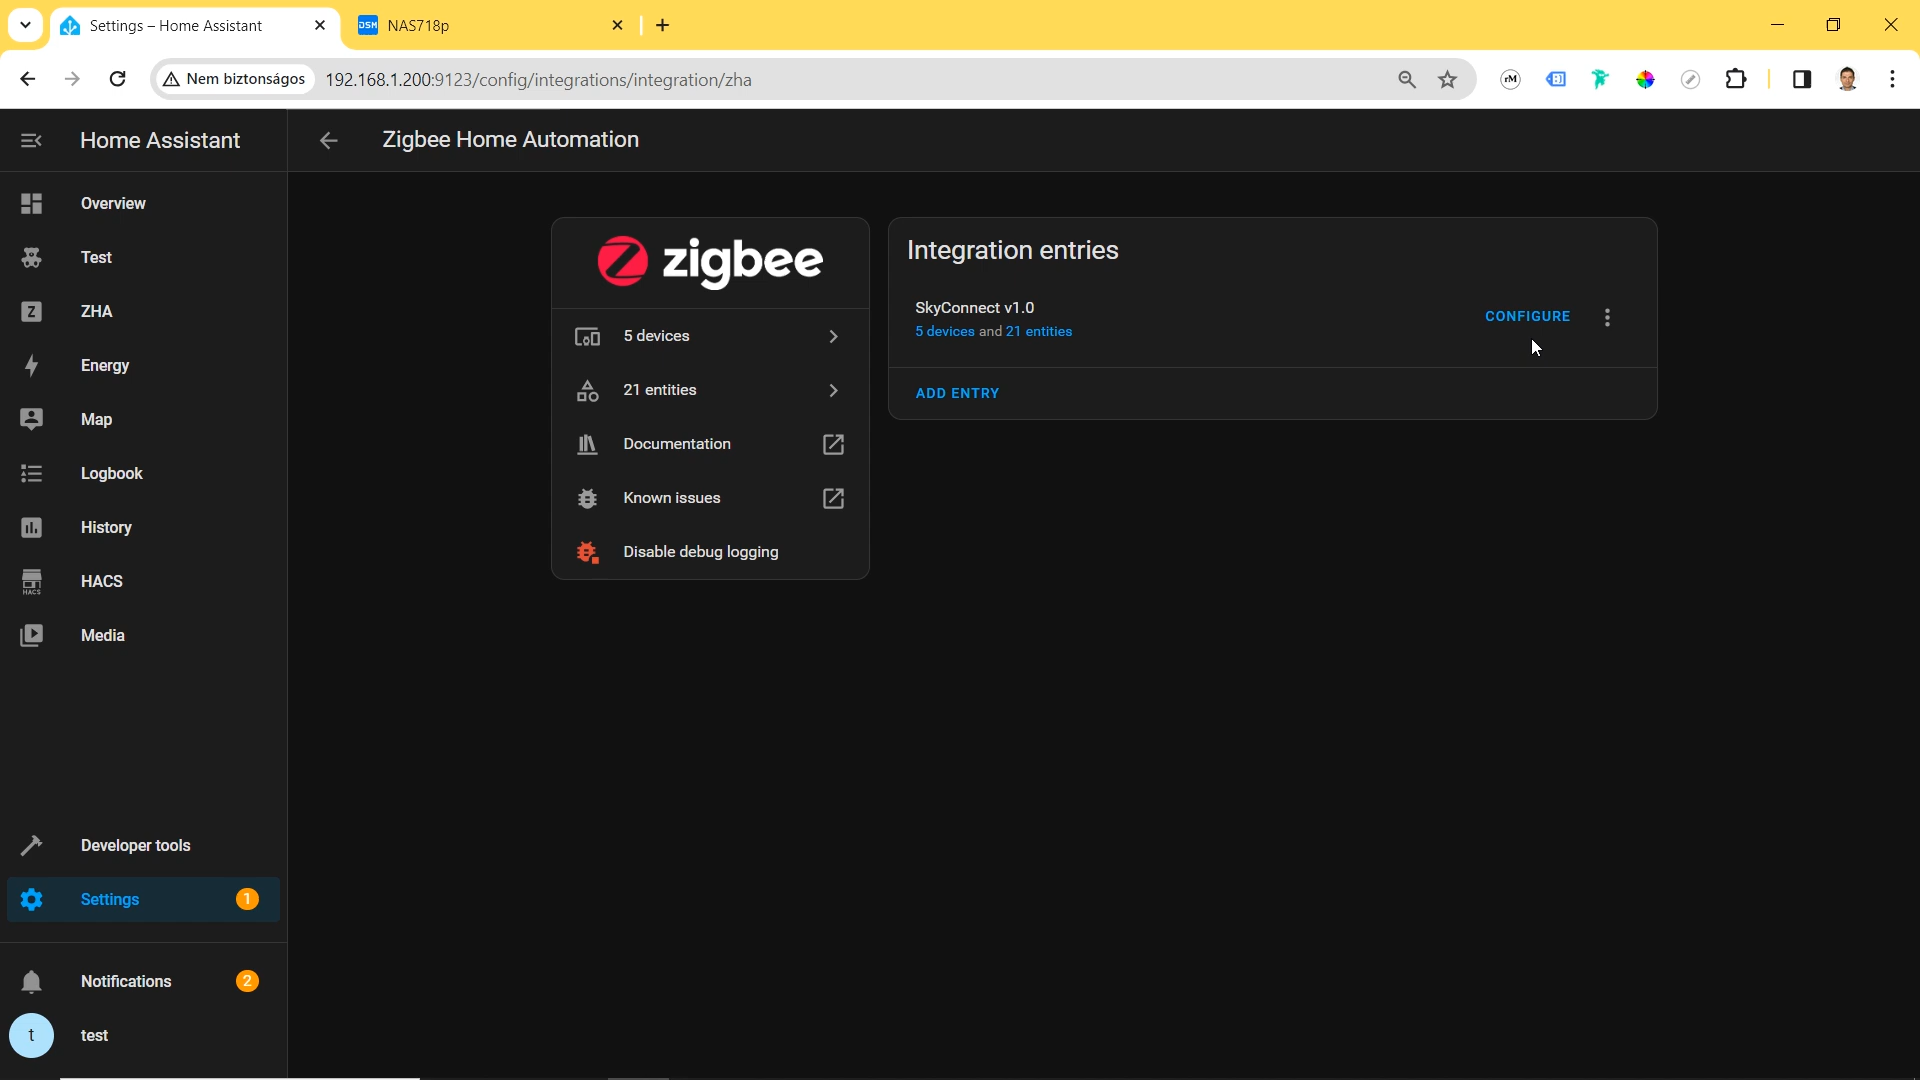 Settings – Home Assistant
DSM
NAS718p
Nem biztonságos
192.168.1.200:9123/config/integrations/integration/zha
rM
Home Assistant
Zigbee Home Automation
Overview
Test
Z
ZHA
Energy
Map
Logbook
History
HACS
HACS
Media
Developer tools
Settings
1
Notifications
2
t
test
zigbee
5 devices
21 entities
Documentation
Known issues
Disable debug logging
Integration entries
SkyConnect v1.0
5 devices and 21 entities
CONFIGURE
ADD ENTRY